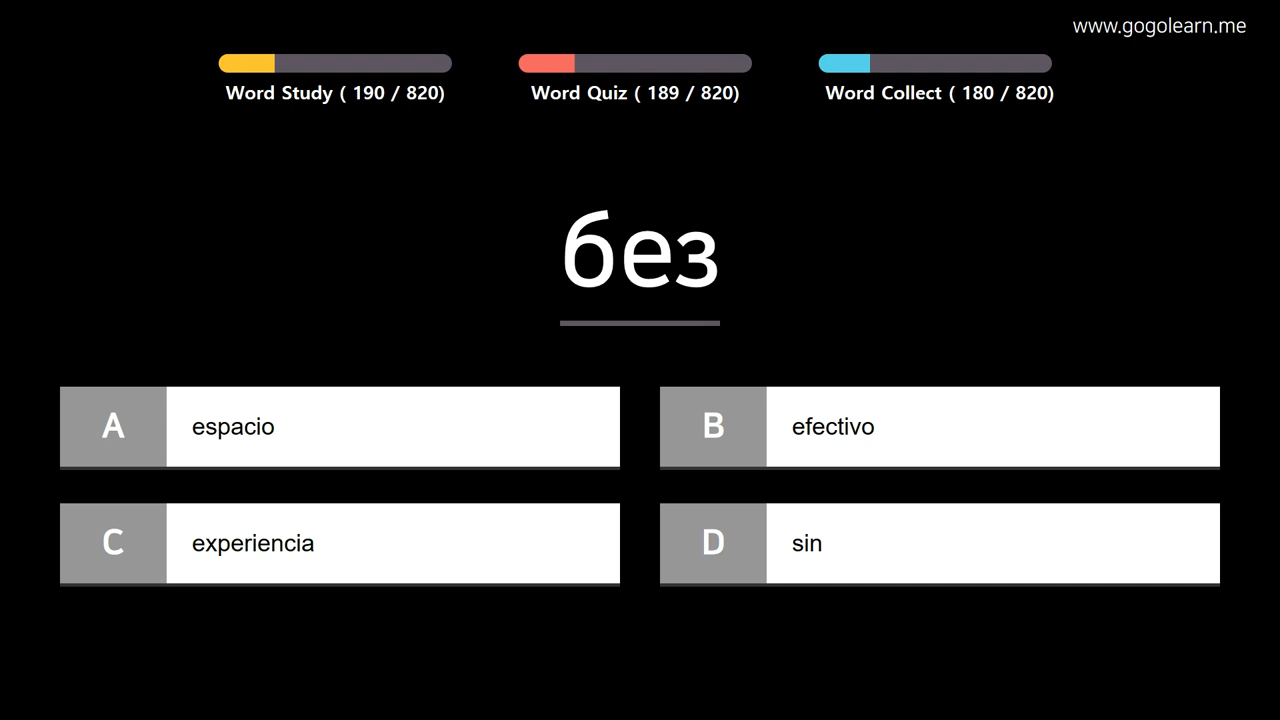 www.gogolearn.me
Word Study ( 190 / 820)
Word Quiz ( 189 / 820)
Word Collect ( 180 / 820)
без
A espacio
B efectivo
C experiencia
D sin